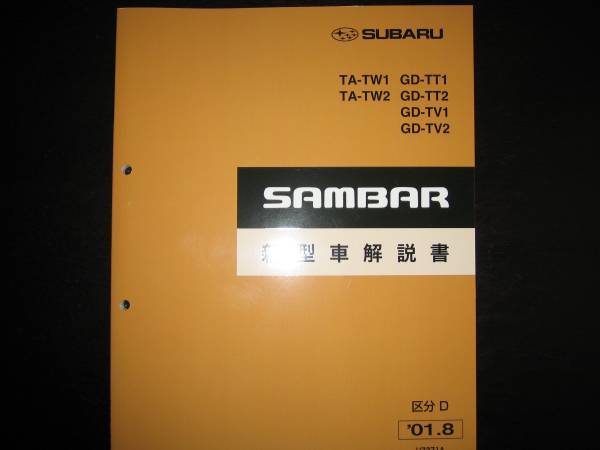 SUBARU
TA-TW1 GD-TT1
TA-TW2 GD-TT2
GD-TV1
GD-TV2
SAMBAR
新型車解説書
区分 D
'01.8